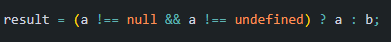 result = (a !== null && a !== undefined) ? a : b;